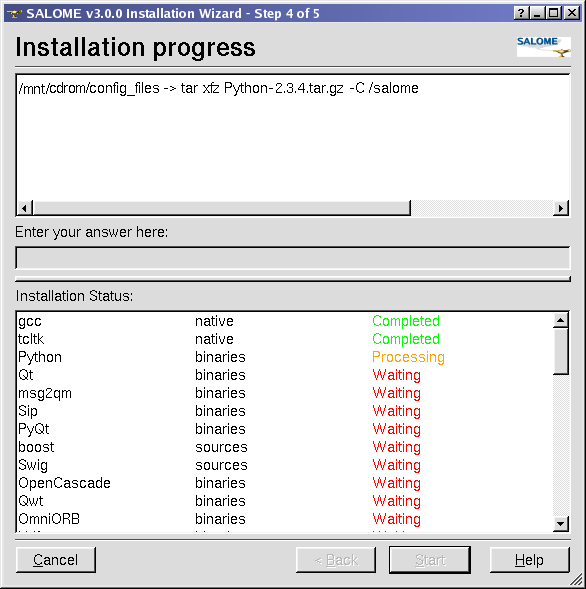 SALOME v3.0.0 Installation Wizard - Step 4 of 5
Installation progress
SALOME
/mnt/cdrom/config_files -> tar xfz Python-2.3.4.tar.gz -C /salome
Enter your answer here:
Installation Status:
gcc native Completed
tcltk native Completed
Python binaries Processing
Qt binaries Waiting
msg2qm binaries Waiting
Sip binaries Waiting
PyQt binaries Waiting
boost sources Waiting
Swig sources Waiting
OpenCascade binaries Waiting
Qwt binaries Waiting
OmniORB binaries Waiting
Cancel < Back Start Help